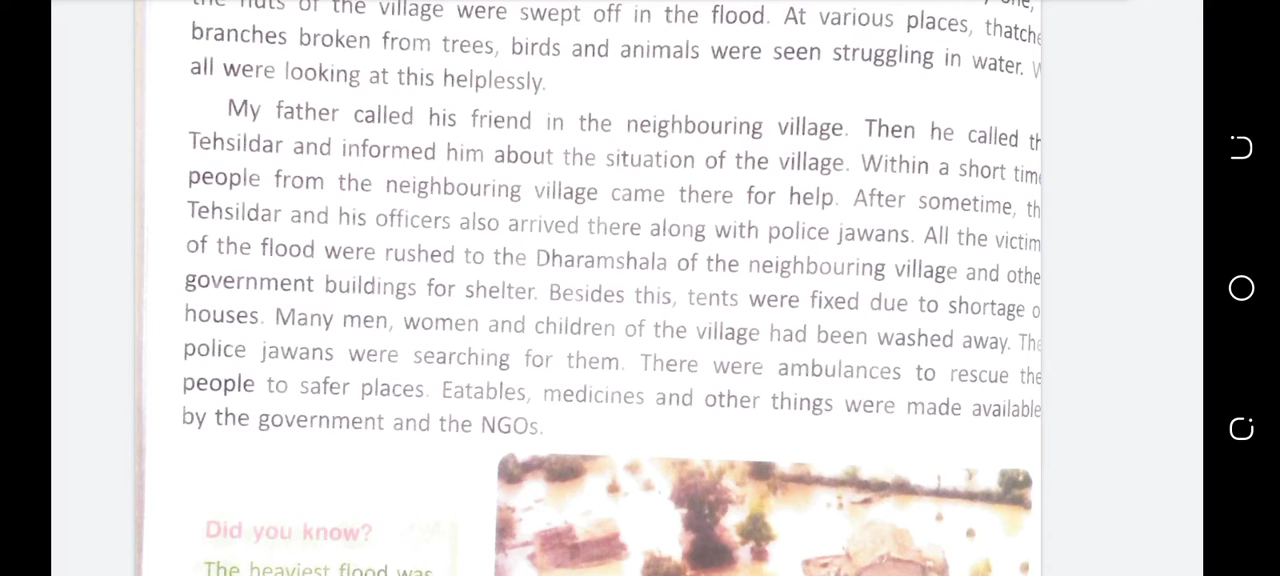 the huts of the village were swept off in the flood. At various places, thatche
branches broken from trees, birds and animals were seen struggling in water. W
all were looking at this helplessly.
My father called his friend in the neighbouring village. Then he called th
Tehsildar and informed him about the situation of the village. Within a short time
people from the neighbouring village came there for help. After sometime, th
Tehsildar and his officers also arrived there along with police jawans. All the victim
of the flood were rushed to the Dharamshala of the neighbouring village and othe
government buildings for shelter. Besides this, tents were fixed due to shortage o
houses. Many men, women and children of the village had been washed away. The
police jawans were searching for them. There were ambulances to rescue the
people to safer places. Eatables, medicines and other things were made available
by the government and the NGOs.
Did you know?
The heaviest flood was